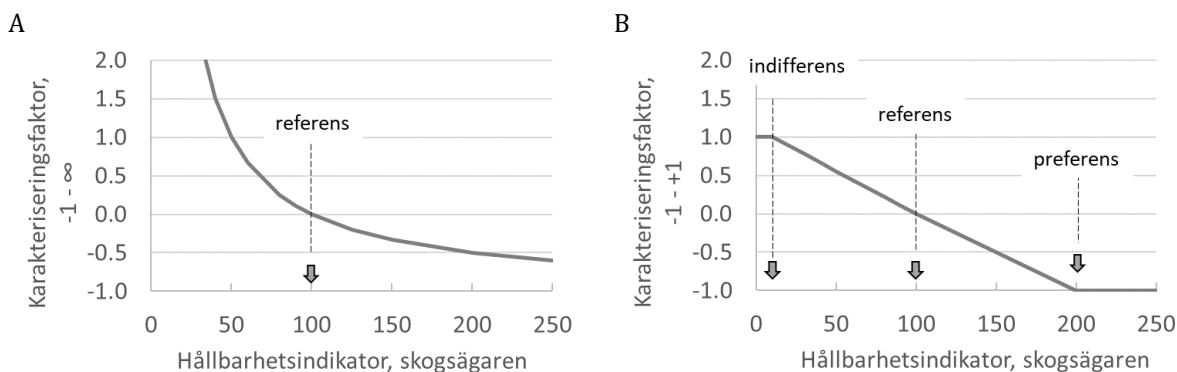 A
Karakteriseringsfaktor,
-1 - ∞
2.0
1.5
1.0
0.5
0.0
-0.5
-1.0
referens
0 50 100 150 200 250
Hållbarhetsindikator, skogsägaren
B
Karakteriseringsfaktor,
-1 - +1
2.0
1.5
1.0
0.5
0.0
-0.5
-1.0
indifferens
referens
preferens
0 50 100 150 200 250
Hållbarhetsindikator, skogsägaren